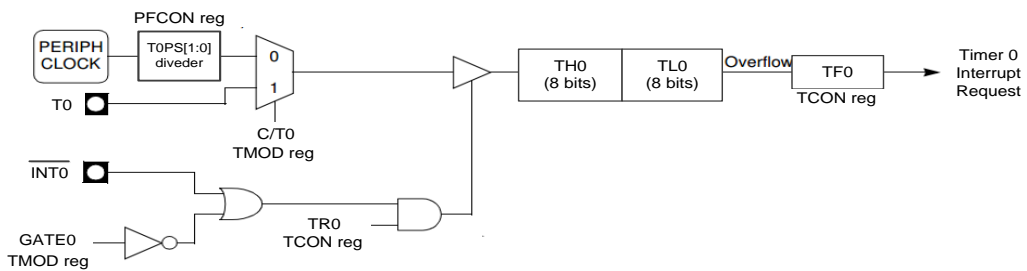 PFCON reg
PERIPH
CLOCK
T0PS[1:0]
diveder
0
1
T0
C/T0
TMOD reg
TH0
(8 bits)
TL0
(8 bits)
Overflow
TF0
TCON reg
Timer 0
Interrupt
Request
INT0
TR0
TCON reg
GATE0
TMOD reg